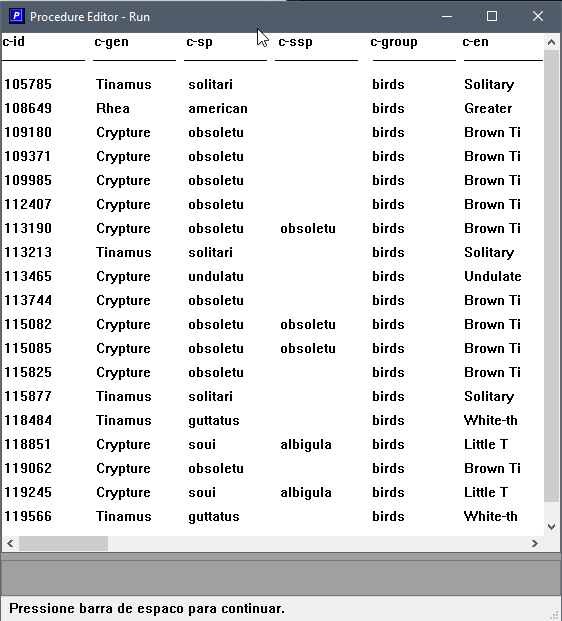 Procedure Editor - Run
c-id c-gen c-sp c-ssp c-group c-en
105785 Tinamus solitari birds Solitary
108649 Rhea american birds Greater
109180 Crypture obsoletu birds Brown Ti
109371 Crypture obsoletu birds Brown Ti
109985 Crypture obsoletu birds Brown Ti
112407 Crypture obsoletu birds Brown Ti
113190 Crypture obsoletu obsoletu birds Brown Ti
113213 Tinamus solitari birds Solitary
113465 Crypture undulatu birds Undulate
113744 Crypture obsoletu birds Brown Ti
115082 Crypture obsoletu obsoletu birds Brown Ti
115085 Crypture obsoletu obsoletu birds Brown Ti
115825 Crypture obsoletu birds Brown Ti
115877 Tinamus solitari birds Solitary
118484 Tinamus guttatus birds White-th
118851 Crypture soui albigula birds Little T
119062 Crypture obsoletu birds Brown Ti
119245 Crypture soui albigula birds Little T
119566 Tinamus guttatus birds White-th
Pressione barra de espaco para continuar.